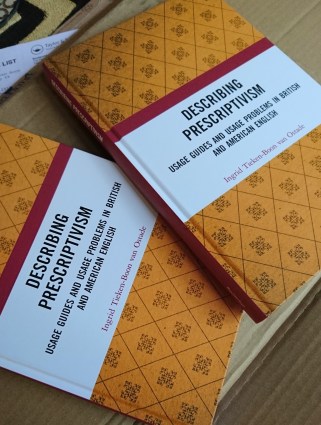 LIST
DESCRIBING
PRESCRIPTIVISM
USAGE GUIDES AND USAGE PROBLEMS IN BRITISH
AND AMERICAN ENGLISH
Ingrid Tieken-Boon van Ostade
DESCRIBING
PRESCRIPTIVISM
USAGE GUIDES AND USAGE PROBLEMS IN BRITISH
AND AMERICAN ENGLISH
Ingrid Tieken-Boon van Ostade